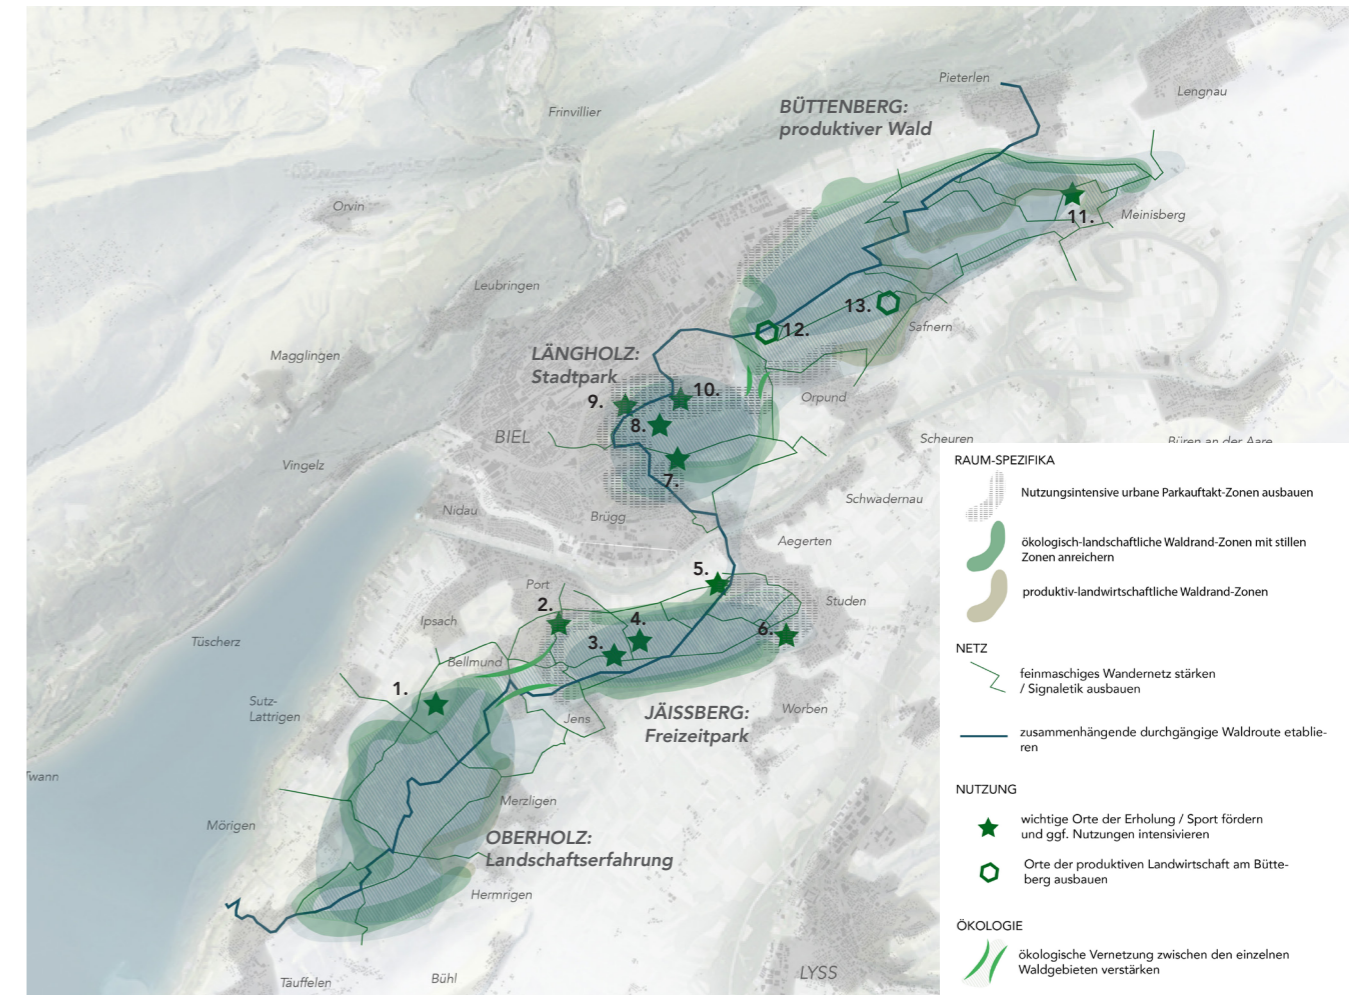 Pieterlen
Lengnau
BÜTTENBERG:
produktiver Wald
Frinvillier
Orvin
11.
Meinisberg
Leubringen
13.
Safnern
12.
Magglingen
LÄNGHOLZ:
Stadtpark
10.
9.
Orpund
8.
BIEL
Scheuren
Büren an der Aare
Vingelz
7.
Schwadernau
Nidau
Brügg
Aegerten
5.
Port
2.
Studen
Ipsach
4.
6.
3.
Tüscherz
Bellmund
1.
Sutz-
Lattrigen
Jens
JÄISSBERG:
Freizeitpark
Worben
Twann
Merzligen
Mörigen
OBERHOLZ:
Landschaftserfahrung
Hermrigen
Täuffelen
Bühl
LYSS
RAUM-SPEZIFIKA
Nutzungsintensive urbane Parkauftakt-Zonen ausbauen
ökologisch-landschaftliche Waldrand-Zonen mit stillen
Zonen anreichern
produktiv-landwirtschaftliche Waldrand-Zonen
NETZ
feinmaschiges Wandernetz stärken
/ Signaletik ausbauen
zusammenhängende durchgängige Waldroute etablie-
ren
NUTZUNG
wichtige Orte der Erholung / Sport fördern
und ggf. Nutzungen intensivieren
Orte der produktiven Landwirtschaft am Bütte-
berg ausbauen
ÖKOLOGIE
ökologische Vernetzung zwischen den einzelnen
Waldgebieten verstärken